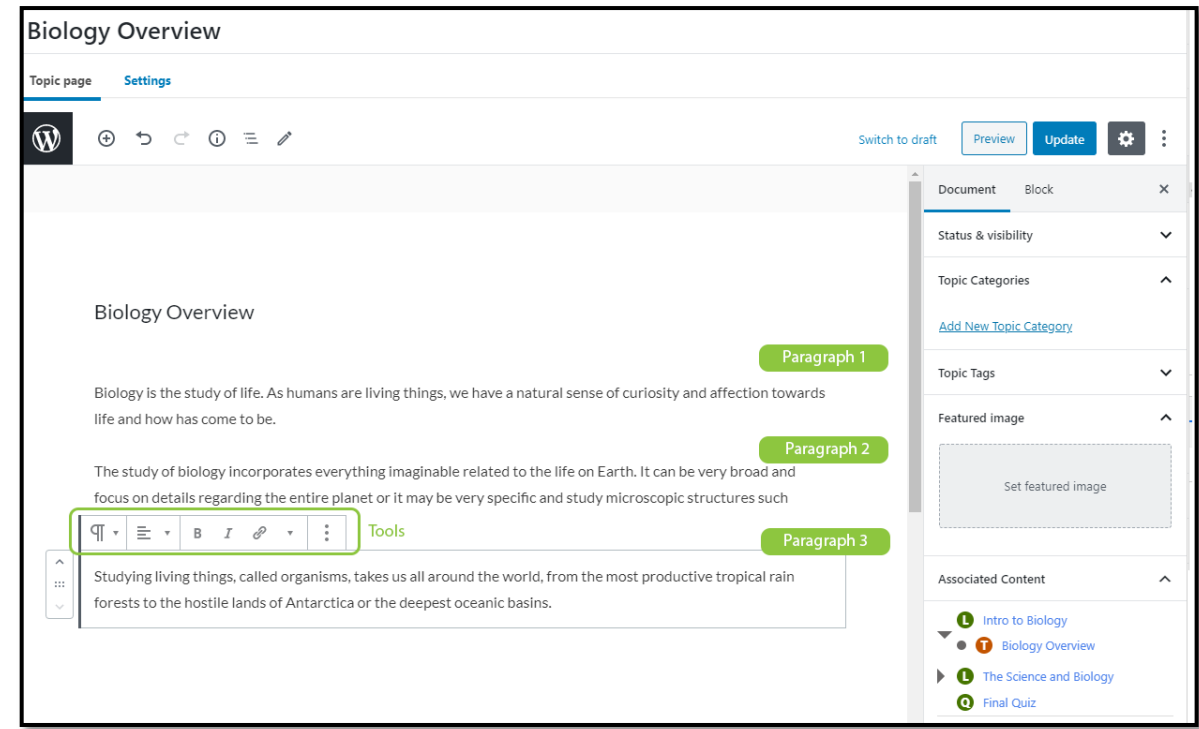 Biology Overview
Topic page Settings
Switch to draft Preview Update
Document Block
Status & visibility
Topic Categories
Add New Topic Category
Topic Tags
Featured image
Set featured image
Associated Content
L Intro to Biology
T Biology Overview
L The Science and Biology
Q Final Quiz
Biology Overview
Paragraph 1
Biology is the study of life. As humans are living things, we have a natural sense of curiosity and affection towards
life and how has come to be.
Paragraph 2
The study of biology incorporates everything imaginable related to the life on Earth. It can be very broad and
focus on details regarding the entire planet or it may be very specific and study microscopic structures such
B I Tools
Paragraph 3
Studying living things, called organisms, takes us all around the world, from the most productive tropical rain
forests to the hostile lands of Antarctica or the deepest oceanic basins.